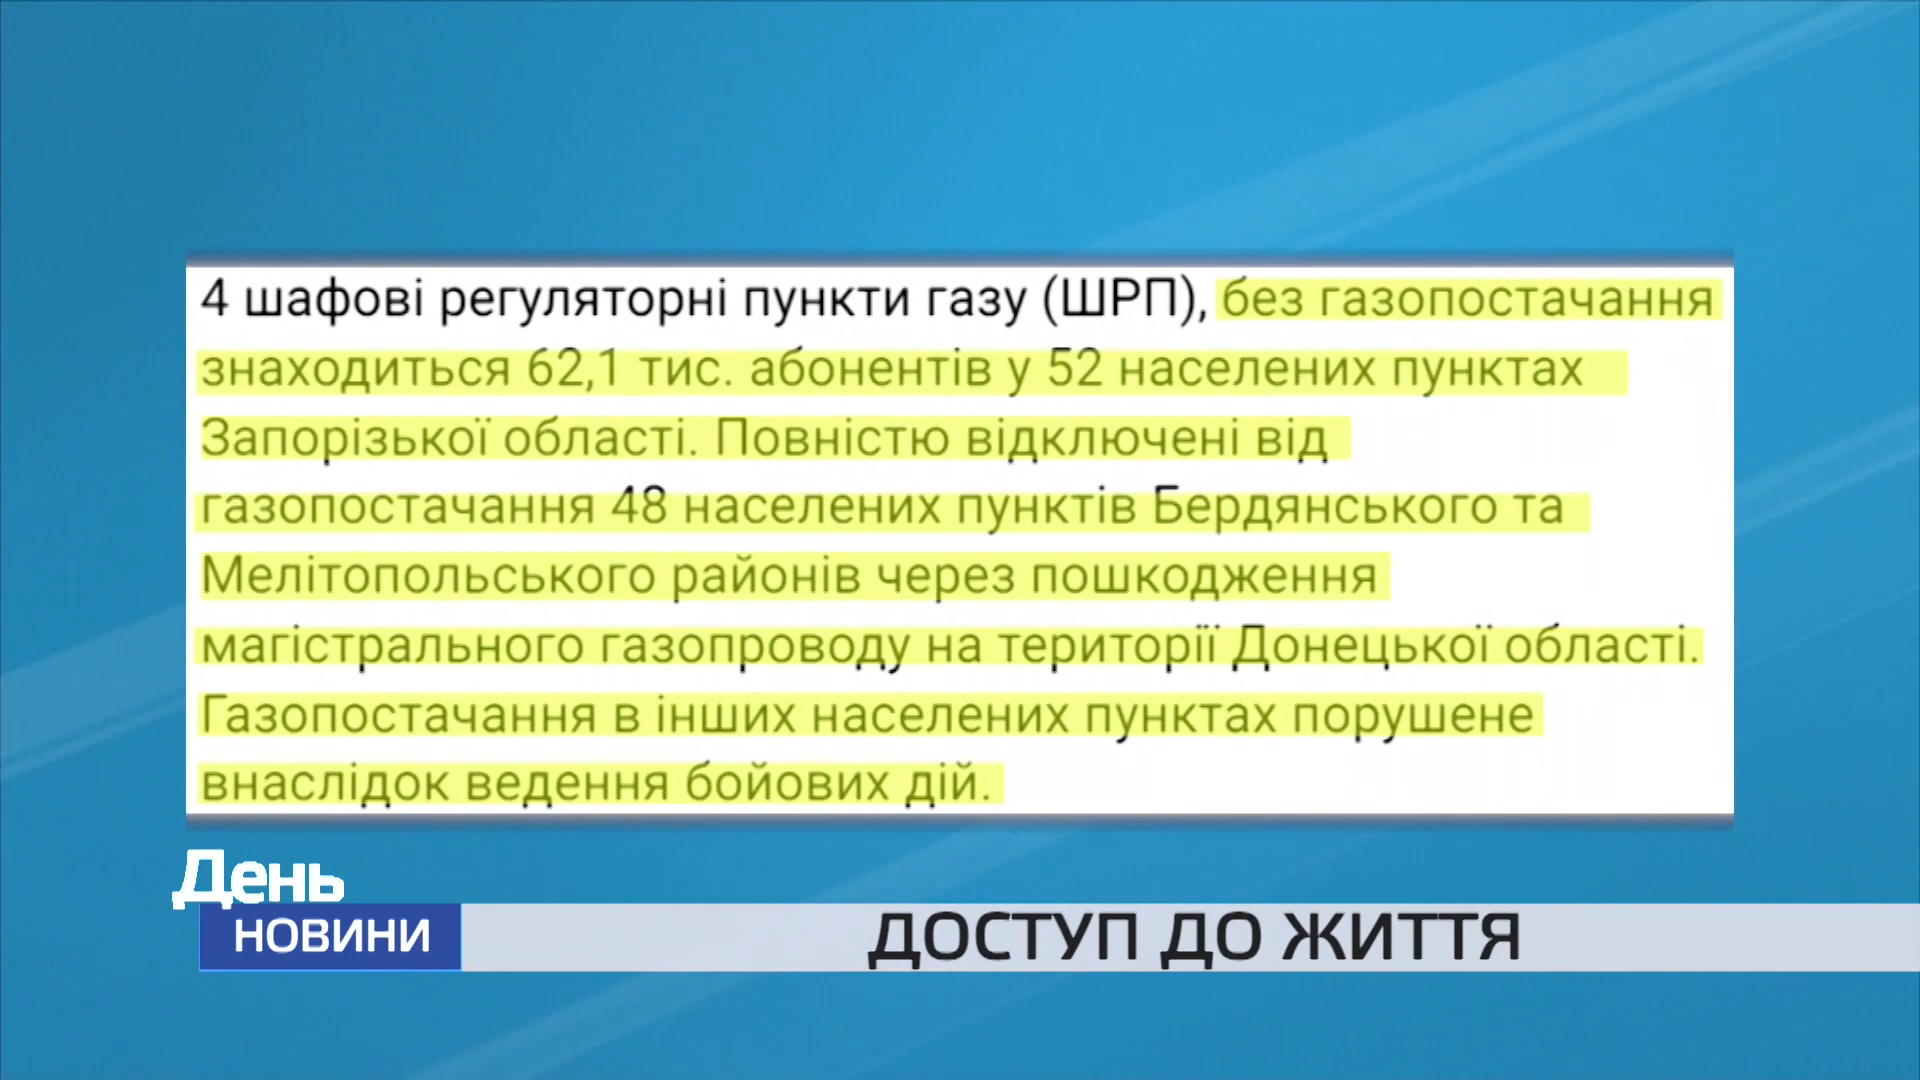 4 шафові регуляторні пункти газу (ШРП), без газопостачання
знаходиться 62,1 тис. абонентів у 52 населених пунктах
Запорізької області. Повністю відключені від
газопостачання 48 населених пунктів Бердянського та
Мелітопольського районів через пошкодження
магістрального газопроводу на території Донецької області.
Газопостачання в інших населених пунктах порушене
внаслідок ведення бойових дій.
День
НОВИНИ
ДОСТУП ДО ЖИТТЯ